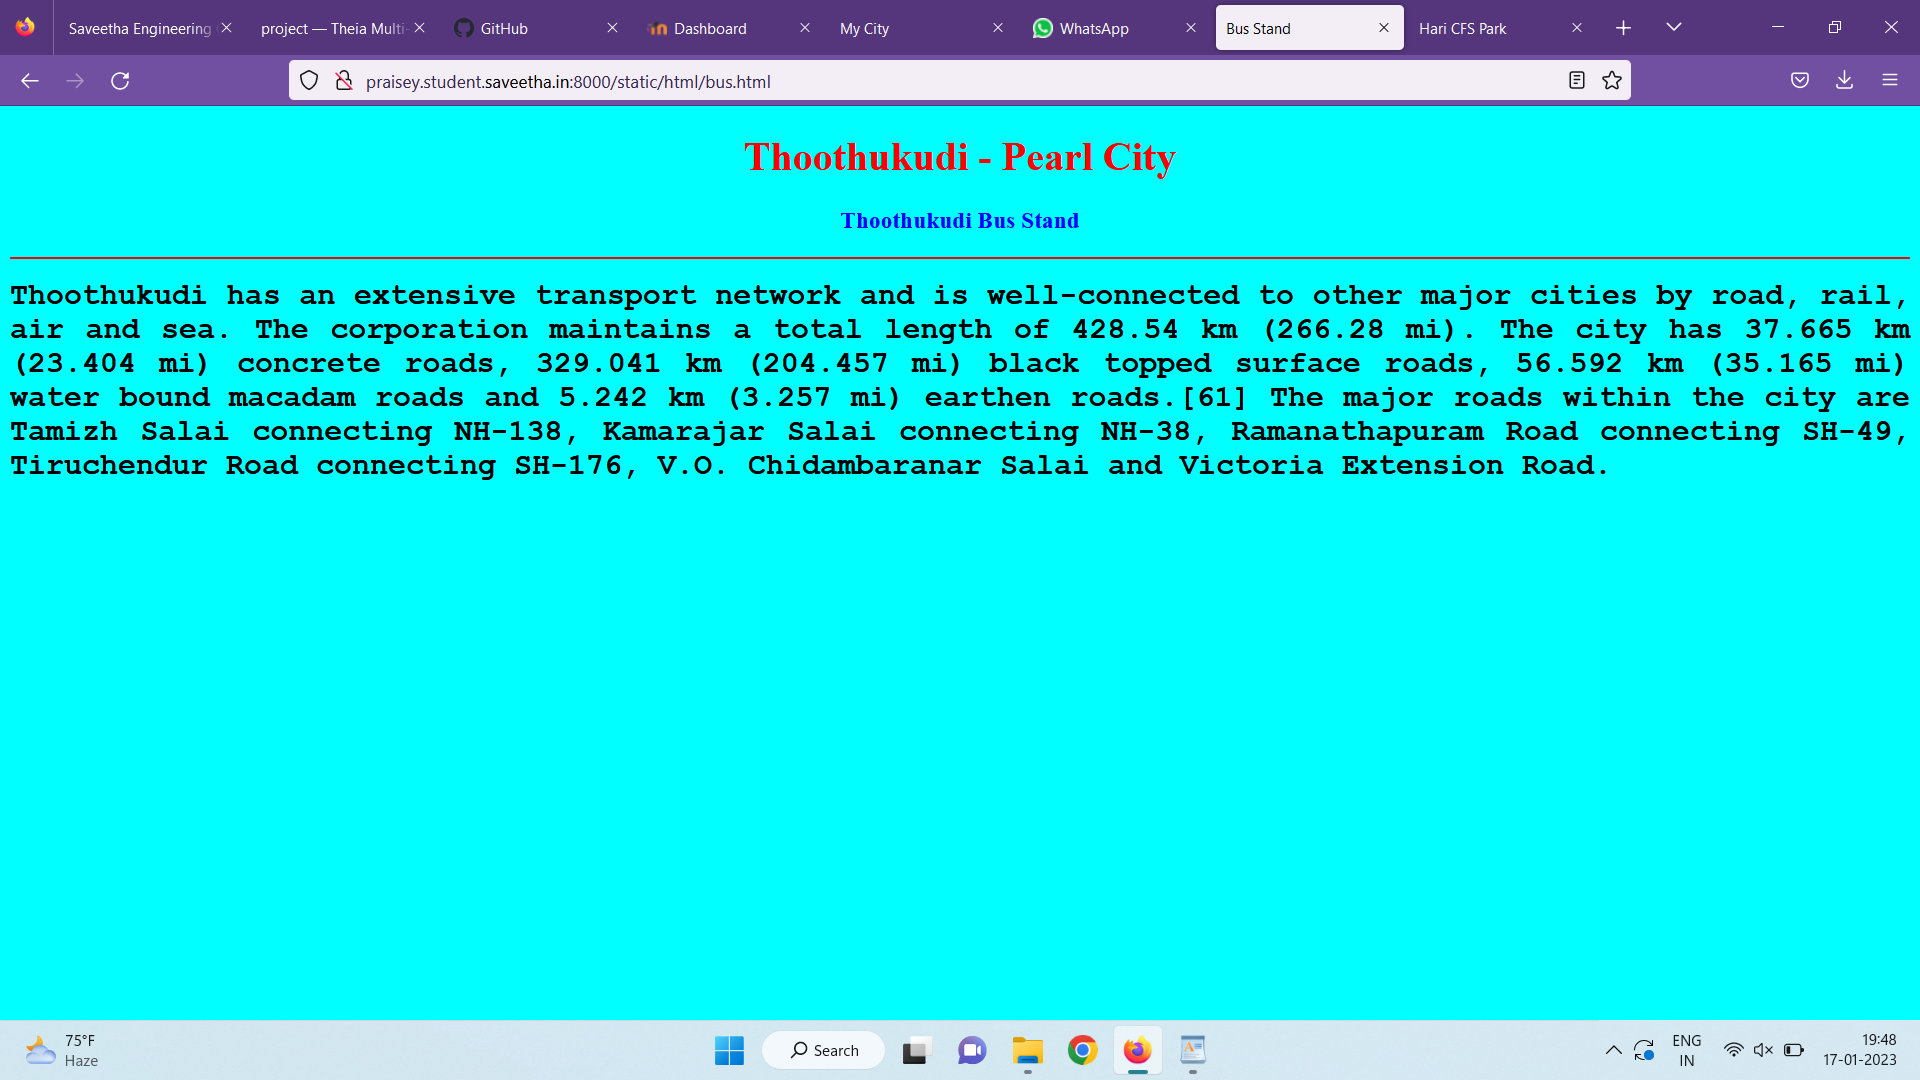 Saveetha Engineering
project — Theia Multi-
GitHub
Dashboard
My City
WhatsApp
Bus Stand
Hari CFS Park
praisey.student.saveetha.in:8000/static/html/bus.html
Thoothukudi - Pearl City
Thoothukudi Bus Stand
Thoothukudi has an extensive transport network and is well-connected to other major cities by road, rail,
air and sea. The corporation maintains a total length of 428.54 km (266.28 mi). The city has 37.665 km
(23.404 mi) concrete roads, 329.041 km (204.457 mi) black topped surface roads, 56.592 km (35.165 mi)
water bound macadam roads and 5.242 km (3.257 mi) earthen roads.[61] The major roads within the city are
Tamizh Salai connecting NH-138, Kamarajar Salai connecting NH-38, Ramanathapuram Road connecting SH-49,
Tiruchendur Road connecting SH-176, V.O. Chidambaranar Salai and Victoria Extension Road.
75°F
Haze
Search
ENG
IN
19:48
17-01-2023